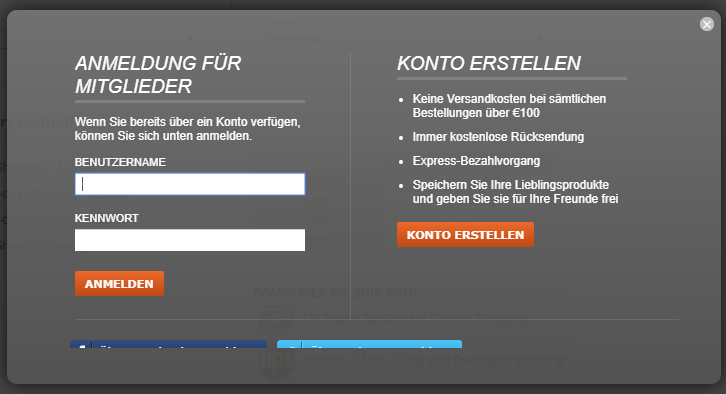 ANMELDUNG FÜR
MITGLIEDER
Wenn Sie bereits über ein Konto verfügen,
können Sie sich unten anmelden.
BENUTZERNAME
KENNWORT
ANMELDEN
KONTO ERSTELLEN
• Keine Versandkosten bei sämtlichen
Bestellungen über €100
• Immer kostenlose Rücksendung
• Express-Bezahlvorgang
• Speichern Sie Ihre Lieblingsprodukte
und geben Sie sie für Ihre Freunde frei
KONTO ERSTELLEN
COMPANIES WE SHIP WITH